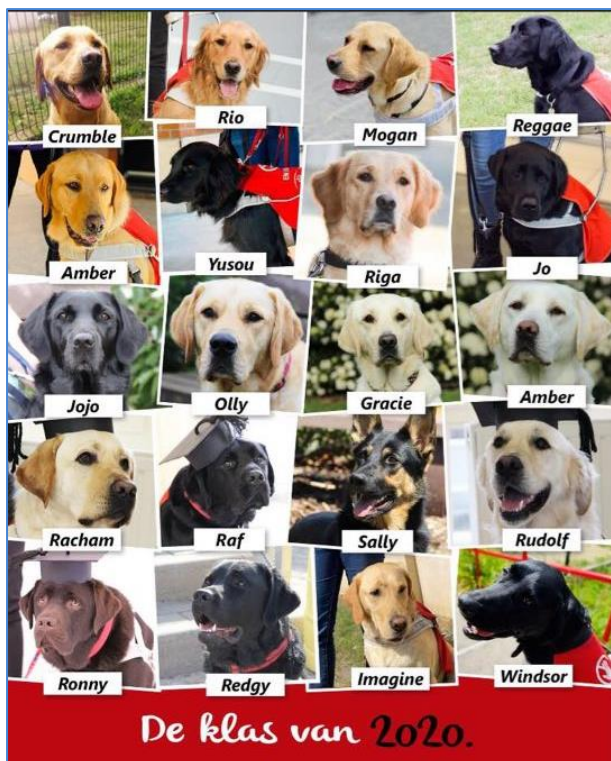 Crumble
Rio
Mogan
Reggae
Amber
Yusou
Riga
Jo
Jojo
Olly
Gracie
Amber
Racham
Raf
Sally
Rudolf
Ronny
Redgy
Imagine
Windsor
De klas van 2020.